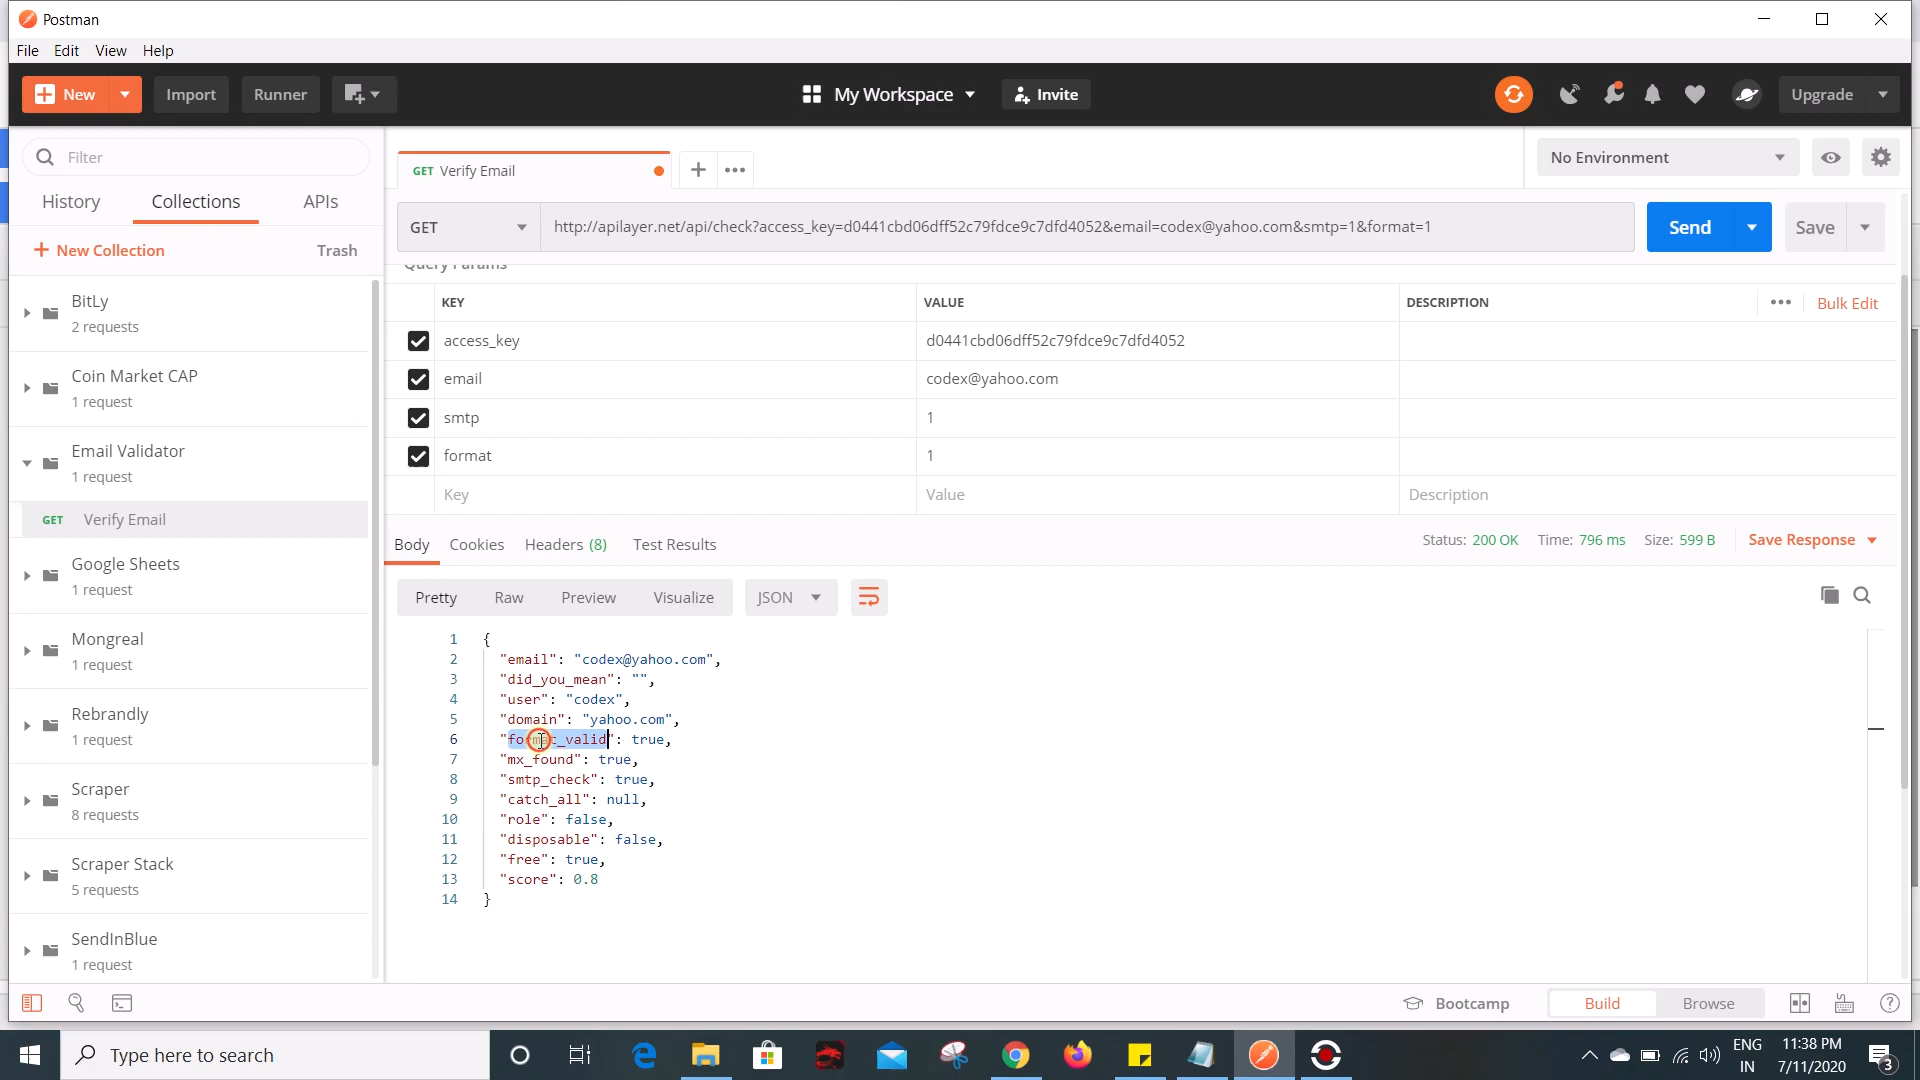 Postman
File Edit View Help
New Import Runner My Workspace Invite Upgrade
Filter
History Collections APIs
New Collection Trash
BitLy
2 requests
Coin Market CAP
1 request
Email Validator
1 request
GET Verify Email
Google Sheets
1 request
Mongreal
1 request
Rebrandly
1 request
Scraper
8 requests
Scraper Stack
5 requests
SendInBlue
1 request
GET Verify Email
No Environment
GET http://apilayer.net/api/check?access_key=d0441cbd06dff52c79fdce9c7dfd4052&email=codex@yahoo.com&smtp=1&format=1 Send Save
Query Params
KEY VALUE DESCRIPTION Bulk Edit
access_key d0441cbd06dff52c79fdce9c7dfd4052
email codex@yahoo.com
smtp 1
format 1
Key Value Description
Body Cookies Headers (8) Test Results Status: 200 OK Time: 796 ms Size: 599 B Save Response
Pretty Raw Preview Visualize JSON
1 {
2 "email": "codex@yahoo.com",
3 "did_you_mean": "",
4 "user": "codex",
5 "domain": "yahoo.com",
6 "format_valid": true,
7 "mx_found": true,
8 "smtp_check": true,
9 "catch_all": null,
10 "role": false,
11 "disposable": false,
12 "free": true,
13 "score": 0.8
14 }
Bootcamp Build Browse
Type here to search
ENG
IN
11:38 PM
7/11/2020
3